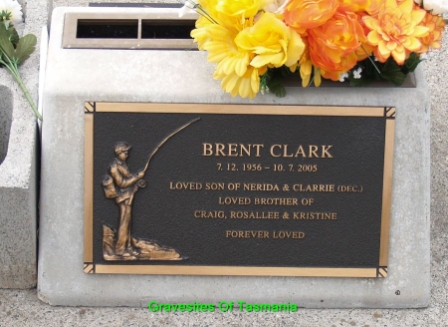 BRENT CLARK
7. 12. 1956 – 10. 7. 2005
LOVED SON OF NERIDA & CLARRIE (DEC.)
LOVED BROTHER OF
CRAIG, ROSALLEE & KRISTINE
FOREVER LOVED
Gravesites Of Tasmania